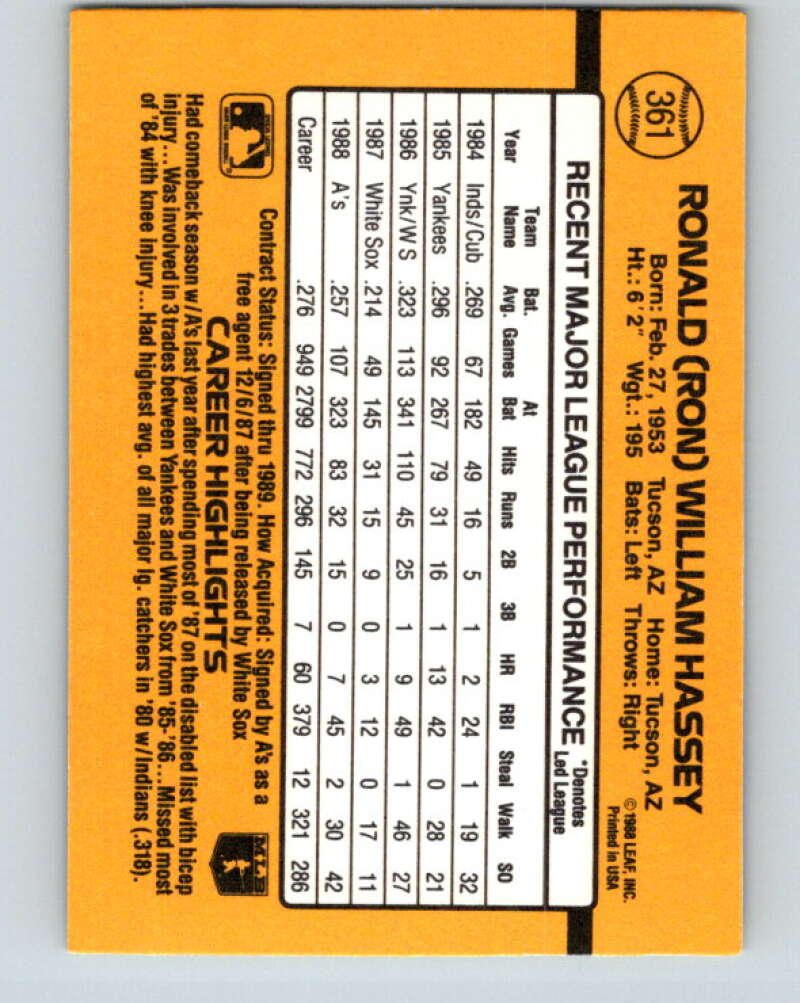 361
RONALD (RON) WILLIAM HASSEY
Born: Feb. 27, 1953 Tucson, AZ Home: Tucson, AZ
Ht.: 6'2" Wgt.: 195 Bats: Left Throws: Right
©1988 LEAF, INC.
Printed in USA
RECENT MAJOR LEAGUE PERFORMANCE *Denotes Led League
Year Team Name Bat. Avg. Games At Bat Hits Runs 2B 3B HR RBI Steal Walk SO
1984 Inds/Cub .269 67 182 49 16 5 1 2 24 1 19 32
1985 Yankees .296 92 267 79 31 16 1 13 42 0 28 21
1986 Ynk/W S .323 113 341 110 45 25 1 9 49 1 46 27
1987 White Sox .214 49 145 31 15 9 0 3 12 0 17 11
1988 A's .257 107 323 83 32 15 0 7 45 2 30 42
Career .276 949 2799 772 296 145 7 60 379 12 321 286
Contract Status: Signed thru 1989. How Acquired: Signed by A's as a
free agent 12/6/87 after being released by White Sox
CAREER HIGHLIGHTS
MLB
Had comeback season w/A's last year after spending most of '87 on the disabled list with bicep
injury...Was involved in 3 trades between Yankees and White Sox from '85-'86...Missed most
of '84 with knee injury...Had highest avg. of all major lg. catchers in '80 w/Indians (.318).